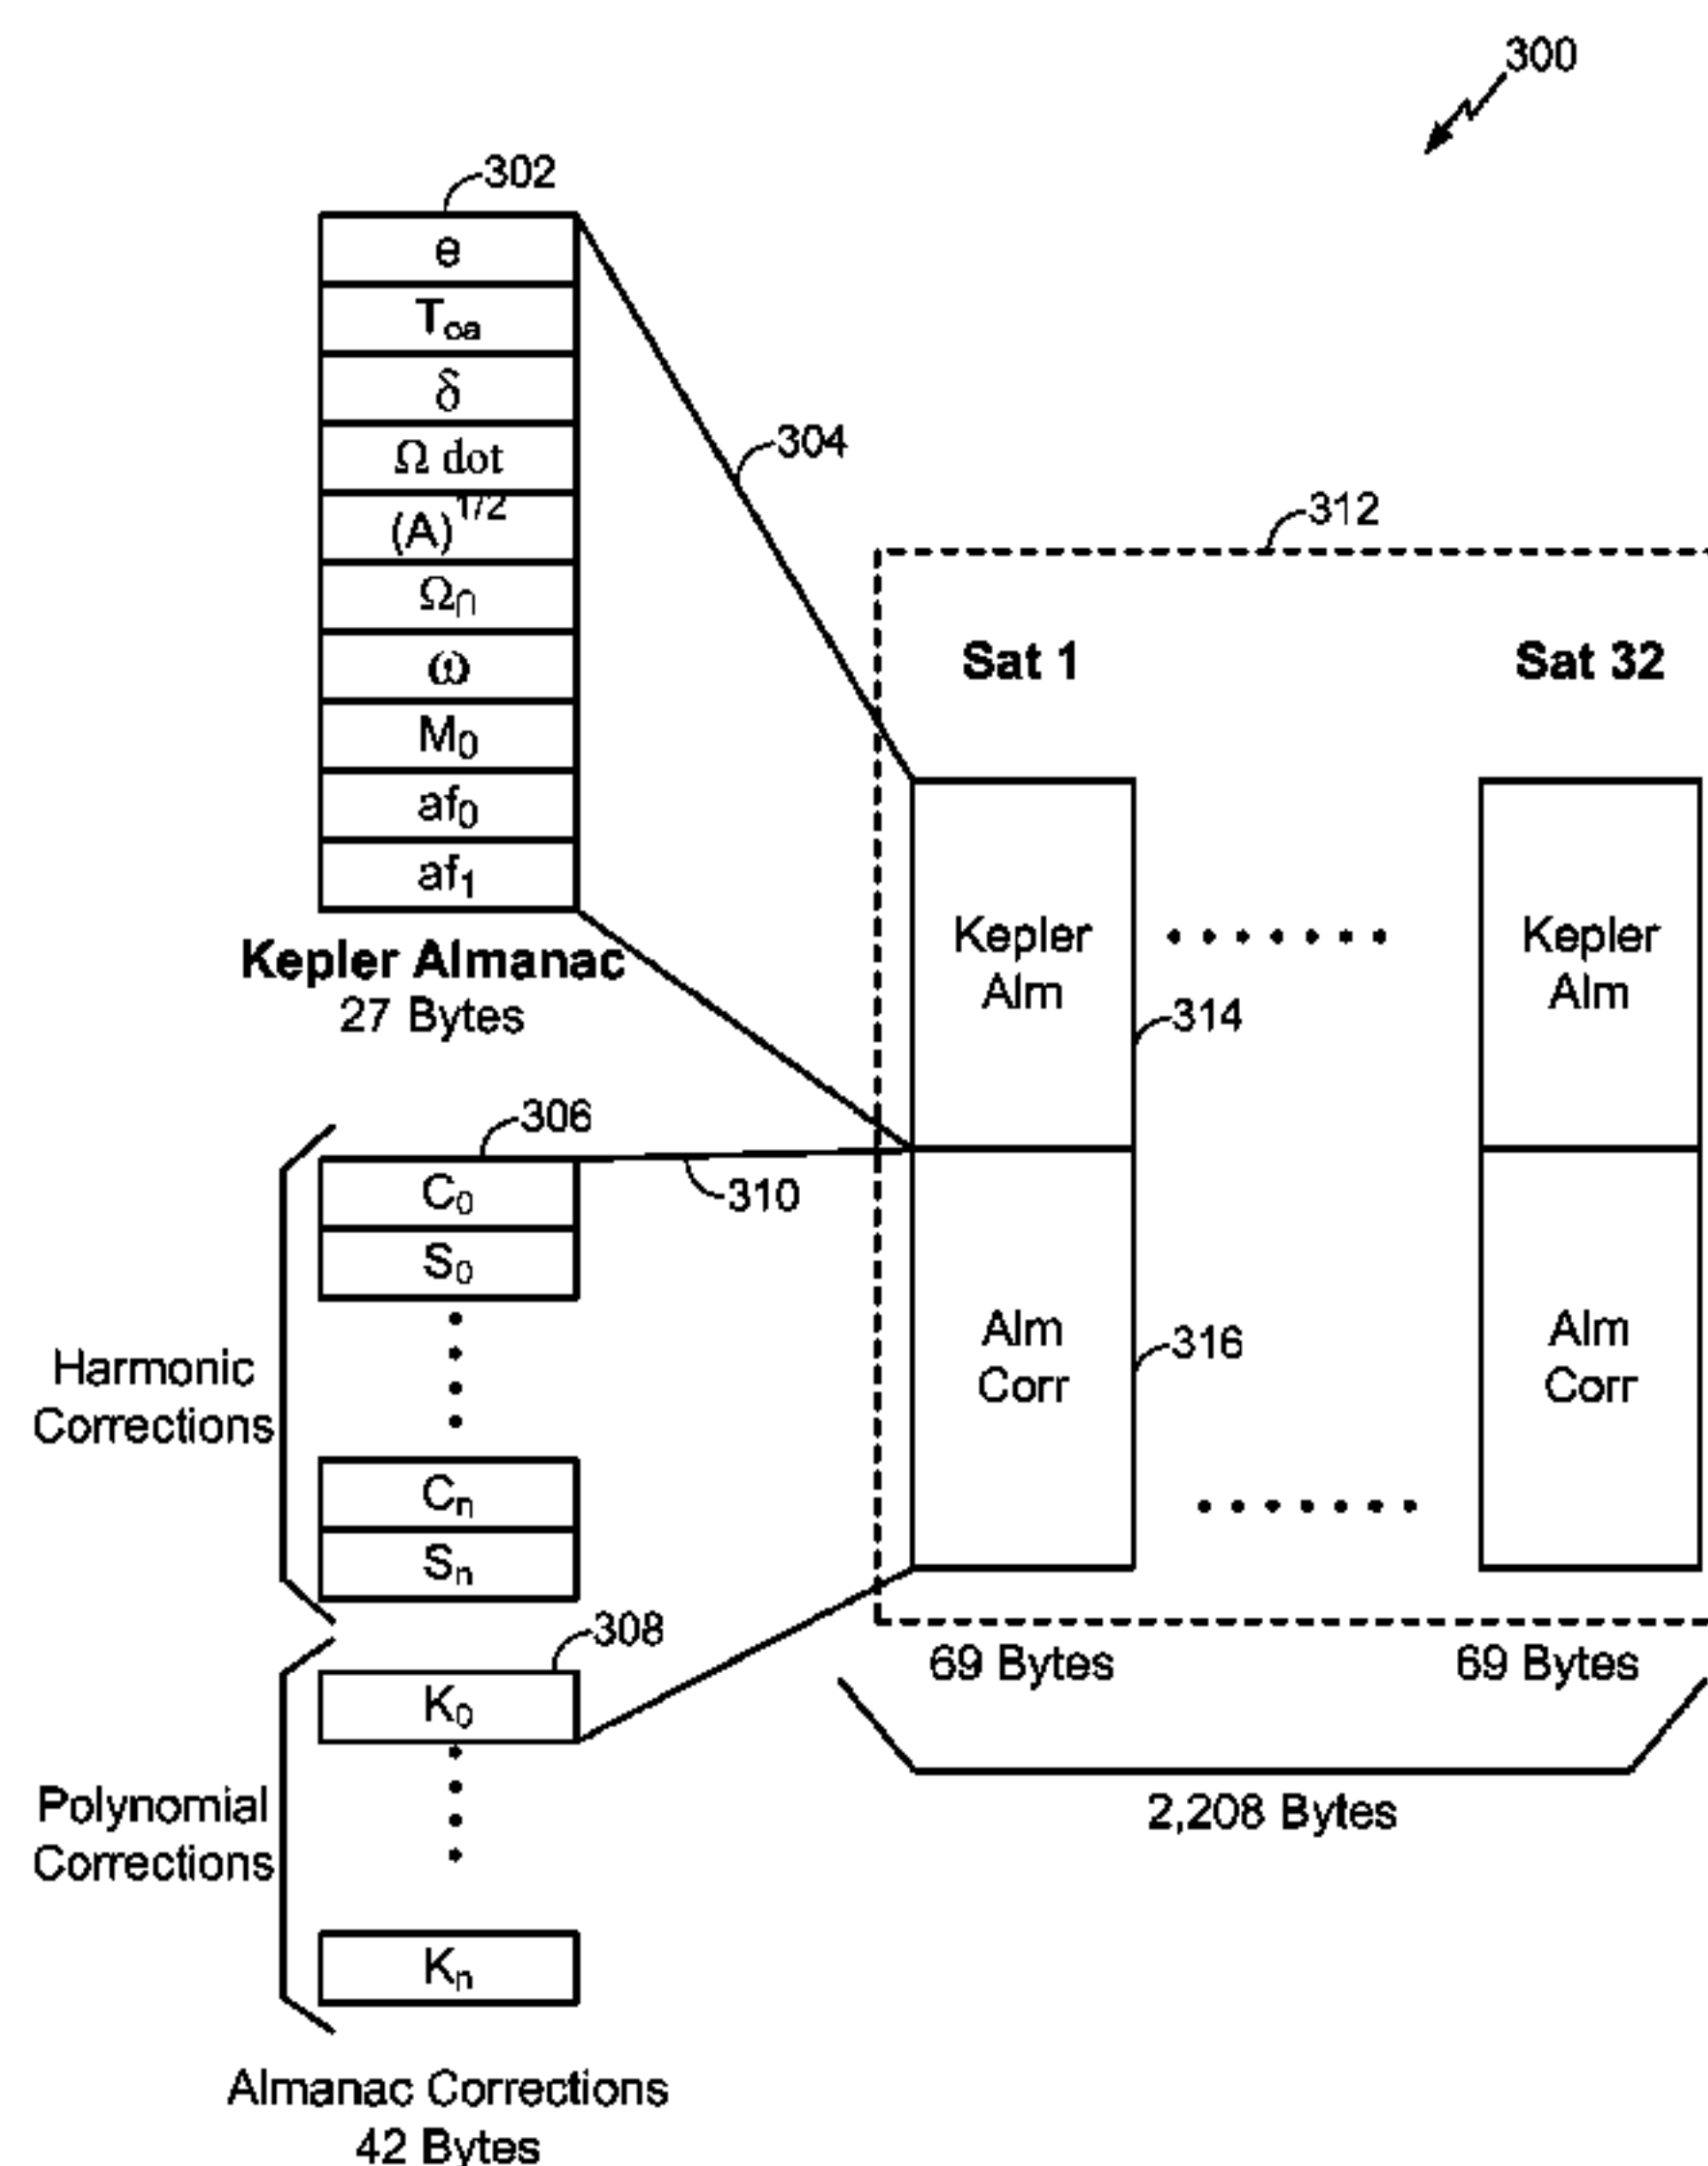 300
302
e
Toa
δ
Ω dot
(A)1/2
Ω∩
ω
M0
af0
af1
Kepler Almanac
27 Bytes
304
312
Sat 1
Sat 32
Kepler
Alm
Kepler
Alm
314
306
310
C0
S0
Harmonic
Corrections
Alm
Corr
316
Alm
Corr
Cn
Sn
308
K0
69 Bytes
69 Bytes
Polynomial
Corrections
2,208 Bytes
Kn
Almanac Corrections
42 Bytes